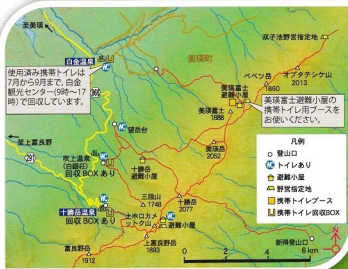 至美瑛
白金温泉
使用済み携帯トイレは
7月から9月まで、白金
観光センター(9時〜17
時)で回収しています。
美瑛町
双子池野営指定地
オプタテシケ山
2013
ベベツ岳
1860
美瑛富士
避難小屋
美瑛富士
1888
美瑛富士避難小屋の
携帯トイレ用ブースを
お使いください。
966
望岳台
美瑛岳
2052
至上富良野
291
吹上温泉
(白銀荘)
回収BOXあり
十勝岳
避難小屋
十勝岳
2077
三段山
1748
十勝岳温泉
回収BOXあり
上ホロカメ
ットク山
避難小屋
上富良野岳
1893
富良野岳
1912
新得登山口
凡例
登山口
トイレあり
避難小屋
野営指定地
携帯トイレブース
携帯トイレ回収BOX
N
0 2 4 6 km